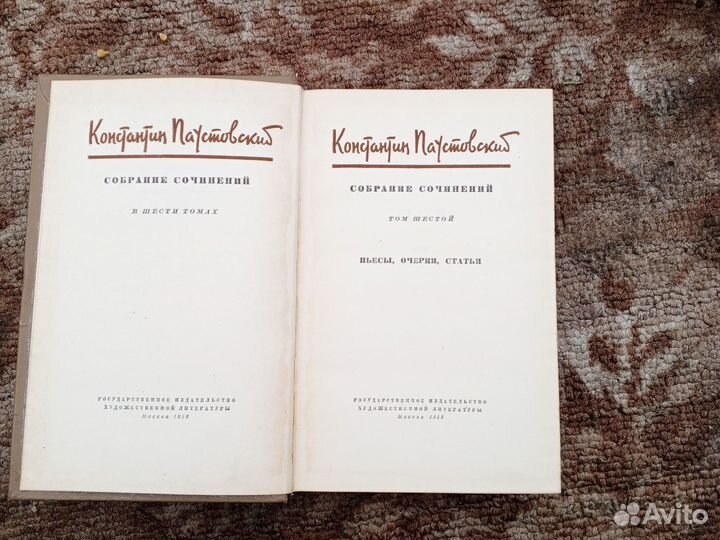 Константин Паустовский
СОБРАНИЕ СОЧИНЕНИЙ
В ШЕСТИ ТОМАХ
ГОСУДАРСТВЕННОЕ ИЗДАТЕЛЬСТВО
ХУДОЖЕСТВЕННОЙ ЛИТЕРАТУРЫ
Москва 1958
Константин Паустовский
СОБРАНИЕ СОЧИНЕНИЙ
ТОМ ШЕСТОЙ
ПЬЕСЫ, ОЧЕРКИ, СТАТЬИ
ГОСУДАРСТВЕННОЕ ИЗДАТЕЛЬСТВО
ХУДОЖЕСТВЕННОЙ ЛИТЕРАТУРЫ
Москва 1958
Avito